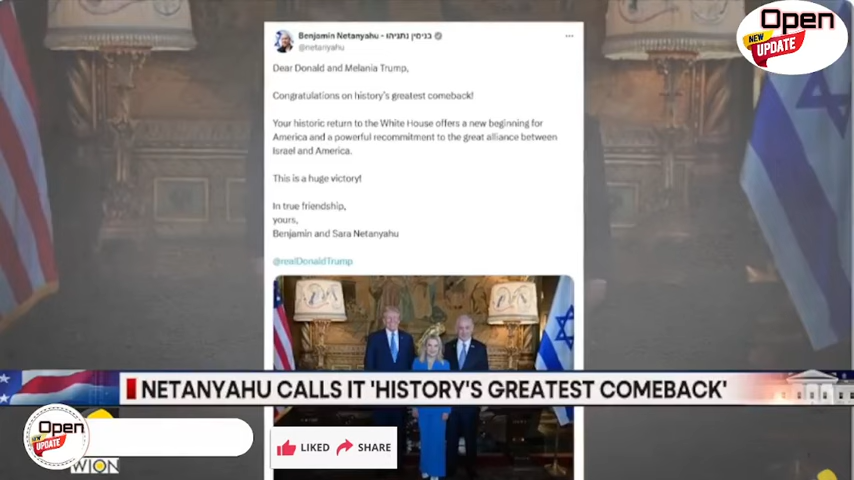 Open
NEW
UPDATE
Benjamin Netanyahu - בנימין נתניהו
@netanyahu
Dear Donald and Melania Trump,
Congratulations on history's greatest comeback!
Your historic return to the White House offers a new beginning for
America and a powerful recommitment to the great alliance between
Israel and America.
This is a huge victory!
In true friendship,
yours,
Benjamin and Sara Netanyahu
@realDonaldTrump
NETANYAHU CALLS IT 'HISTORY'S GREATEST COMEBACK'
Open
NEW
UPDATE
LIKED SHARE
WION